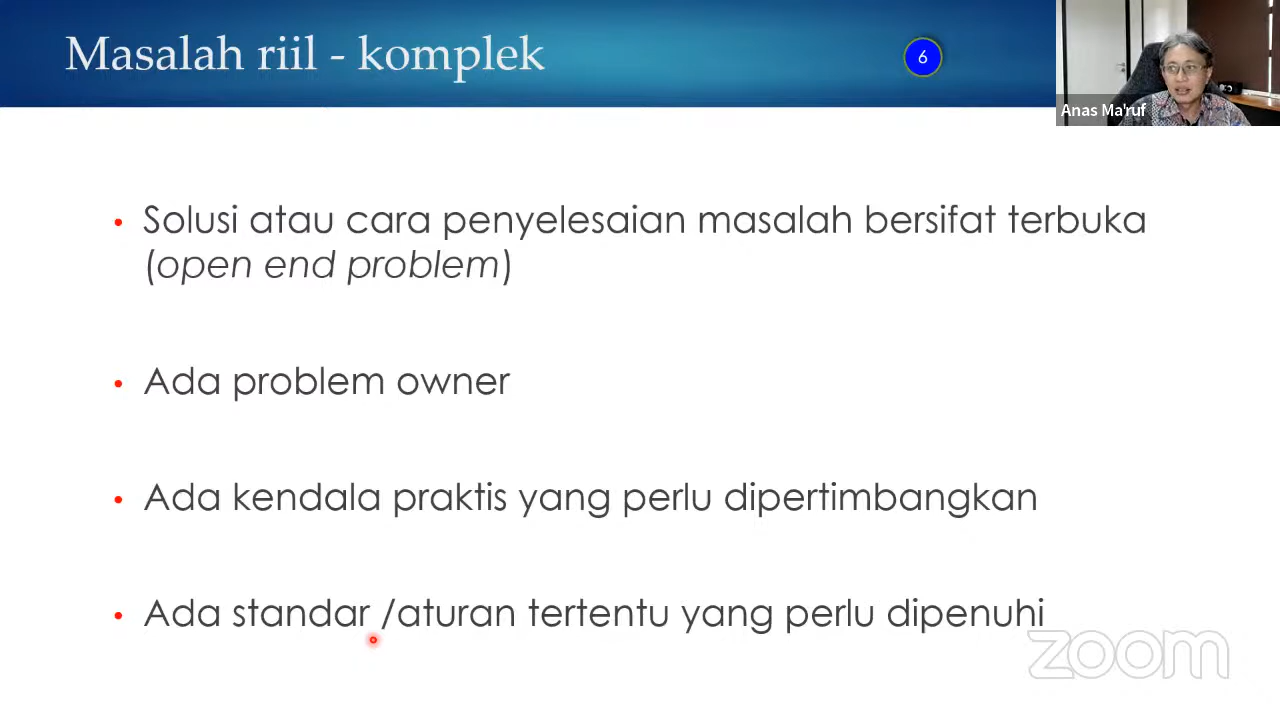 Masalah riil - komplek
6
Anas Ma'ruf
• Solusi atau cara penyelesaian masalah bersifat terbuka
(open end problem)
• Ada problem owner
• Ada kendala praktis yang perlu dipertimbangkan
• Ada standar /aturan tertentu yang perlu dipenuhi
zoom